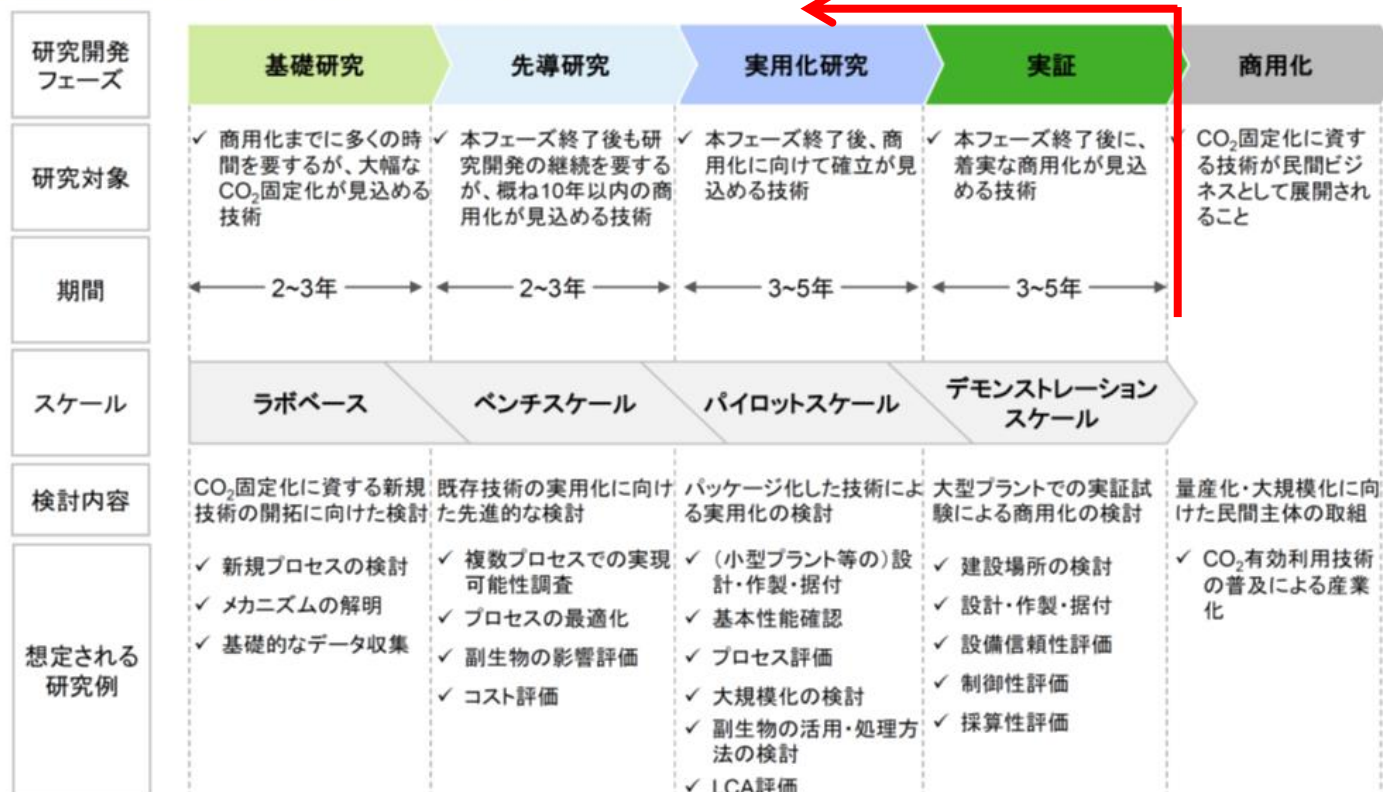 研究開発
フェーズ
基礎研究
先導研究
実用化研究
実証
商用化
研究対象
✓ 商用化までに多くの時
間を要するが、大幅な
CO₂固定化が見込める
技術
✓ 本フェーズ終了後も研
究開発の継続を要する
が、概ね10年以内の商
用化が見込める技術
✓ 本フェーズ終了後、商
用化に向けて確立が見
込める技術
✓ 本フェーズ終了後に、
着実な商用化が見込
める技術
✓ CO₂固定化に資す
る技術が民間ビジ
ネスとして展開され
ること
期間
2~3年
2~3年
3~5年
3~5年
スケール
ラボベース
ベンチスケール
パイロットスケール
デモンストレーション
スケール
検討内容
CO₂固定化に資する新規
技術の開拓に向けた検討
既存技術の実用化に向け
た先進的な検討
パッケージ化した技術によ
る実用化の検討
大型プラントでの実証試
験による商用化の検討
量産化・大規模化に向
けた民間主体の取組
想定される
研究例
✓ 新規プロセスの検討
✓ メカニズムの解明
✓ 基礎的なデータ収集
✓ 複数プロセスでの実現
可能性調査
✓ プロセスの最適化
✓ 副生物の影響評価
✓ コスト評価
✓ (小型プラント等の)設
計・作製・据付
✓ 基本性能確認
✓ プロセス評価
✓ 大規模化の検討
✓ 副生物の活用・処理方
法の検討
✓ LCA評価
✓ 建設場所の検討
✓ 設計・作製・据付
✓ 設備信頼性評価
✓ 制御性評価
✓ 採算性評価
✓ CO₂有効利用技術
の普及による産業
化